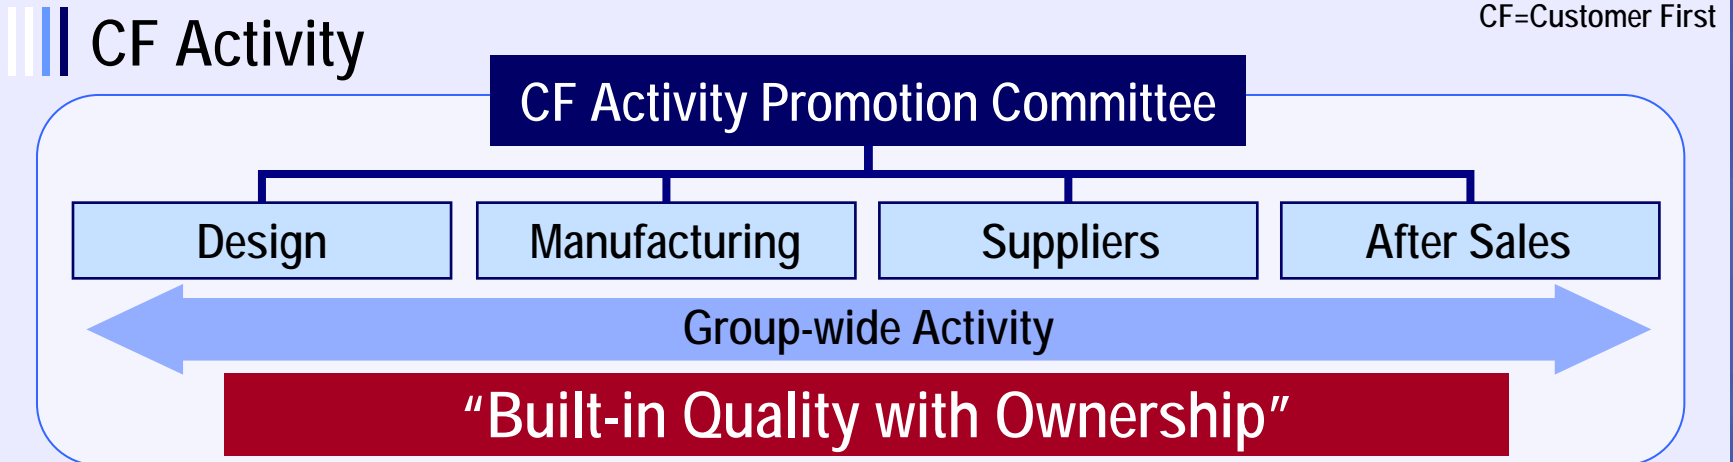 CF=Customer First
CF Activity
CF Activity Promotion Committee
Design
Manufacturing
Suppliers
After Sales
Group-wide Activity
“Built-in Quality with Ownership”